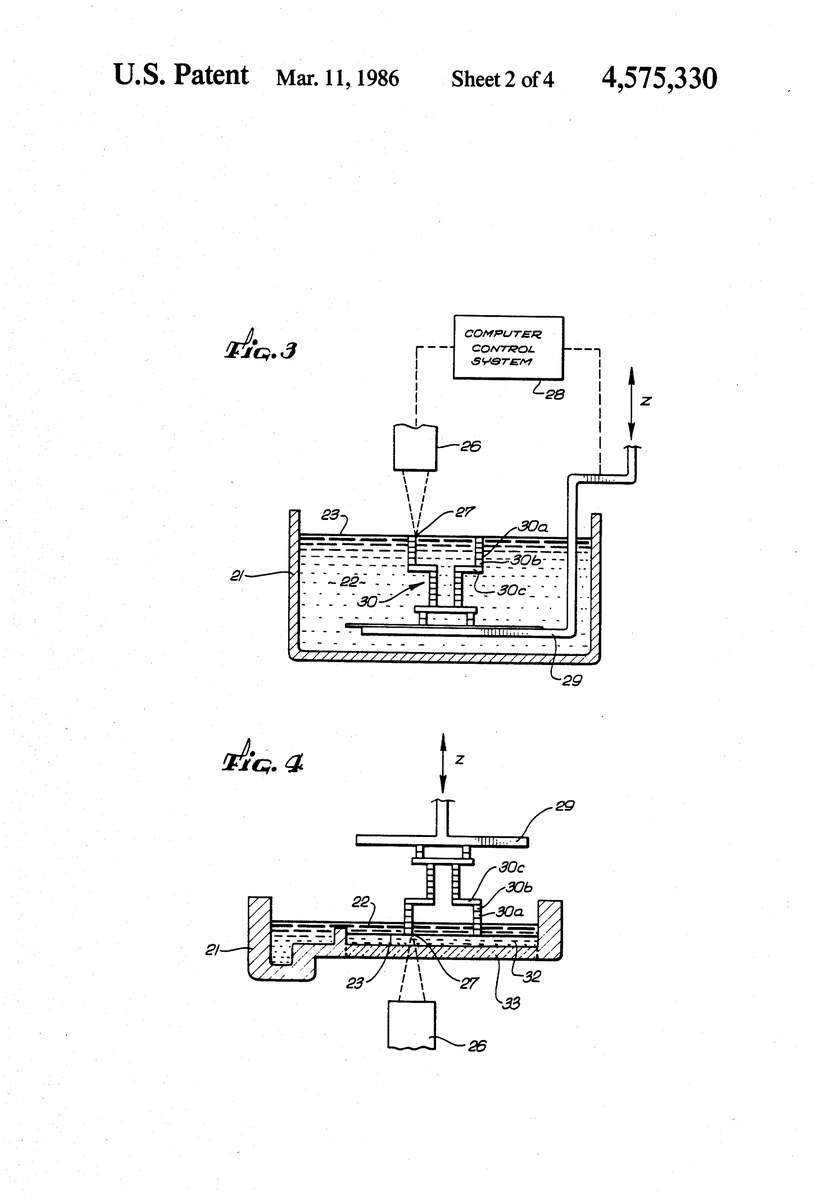 U.S. Patent Mar. 11, 1986 Sheet 2 of 4 4,575,330
Fig. 3
COMPUTER
CONTROL
SYSTEM
28
Z
26
23
27
30a
30b
21
22
30
30c
29
Fig. 4
Z
29
30c
30b
22
30a
21
23
27
32
33
26